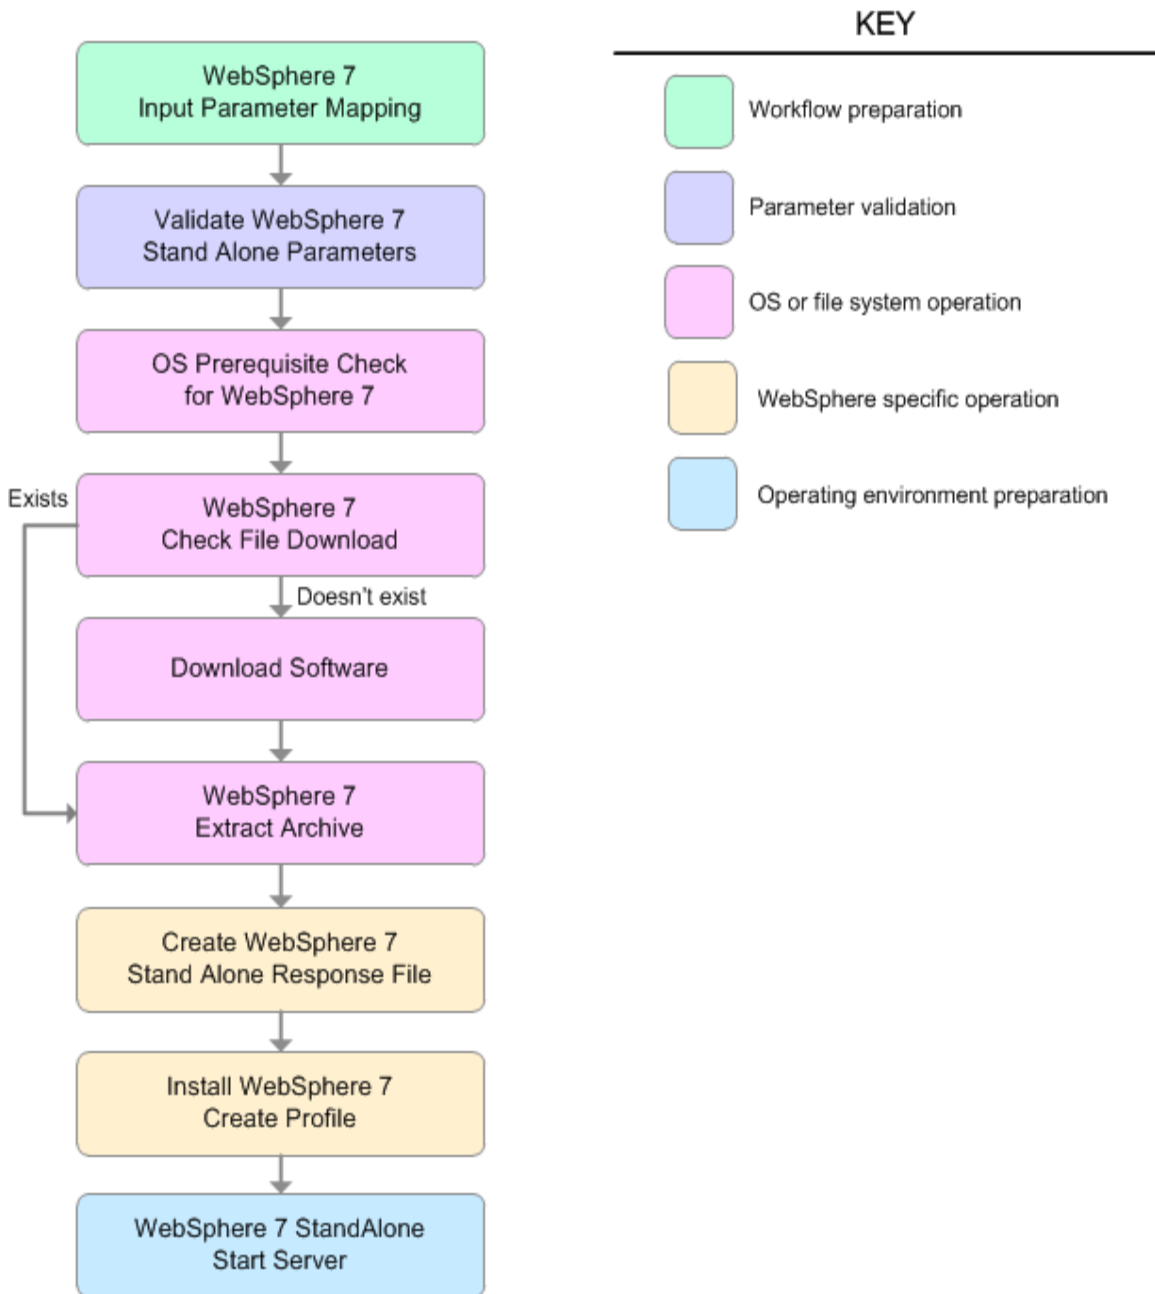 WebSphere 7
Input Parameter Mapping
Validate WebSphere 7
Stand Alone Parameters
OS Prerequisite Check
for WebSphere 7
Exists
WebSphere 7
Check File Download
Doesn't exist
Download Software
WebSphere 7
Extract Archive
Create WebSphere 7
Stand Alone Response File
Install WebSphere 7
Create Profile
WebSphere 7 StandAlone
Start Server
KEY
Workflow preparation
Parameter validation
OS or file system operation
WebSphere specific operation
Operating environment preparation